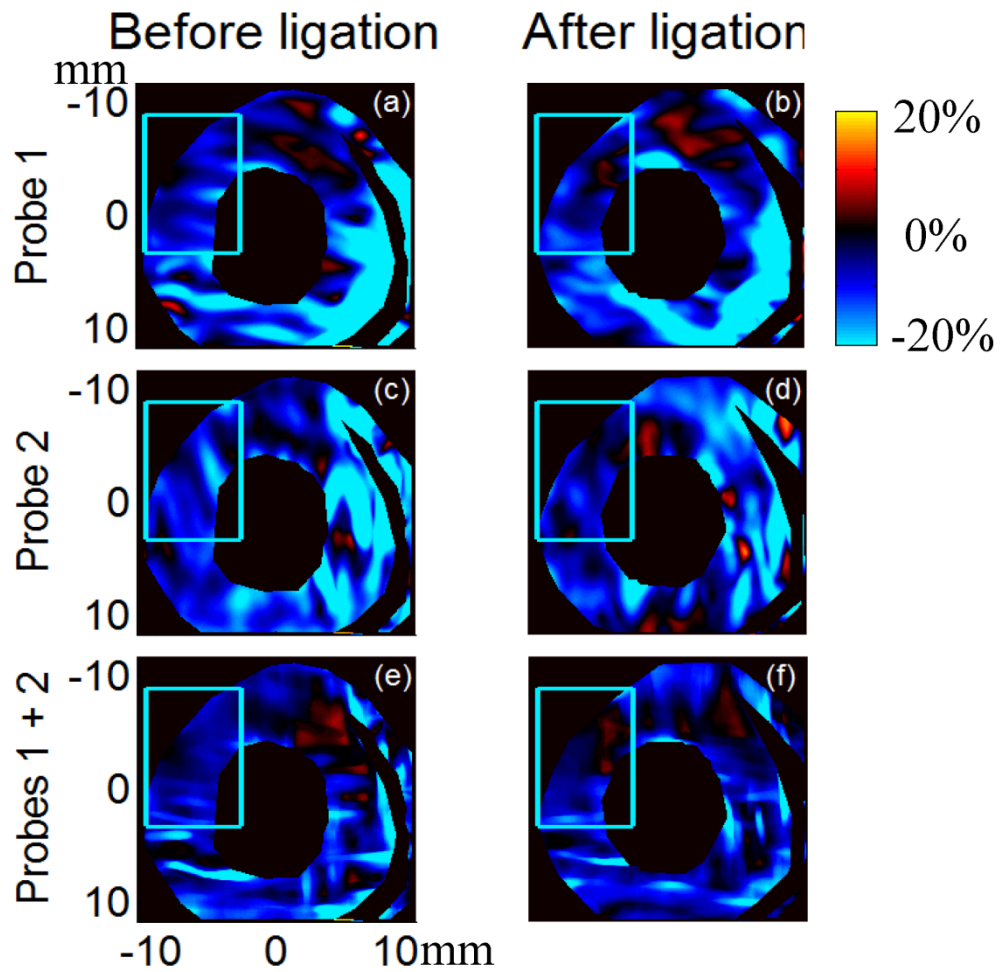 Before ligation
After ligation
mm
-10
0
10
Probe 1
(a)
(b)
20%
0%
-20%
-10
0
10
Probe 2
(c)
(d)
-10
0
10
Probes 1 + 2
(e)
(f)
-10 0 10mm